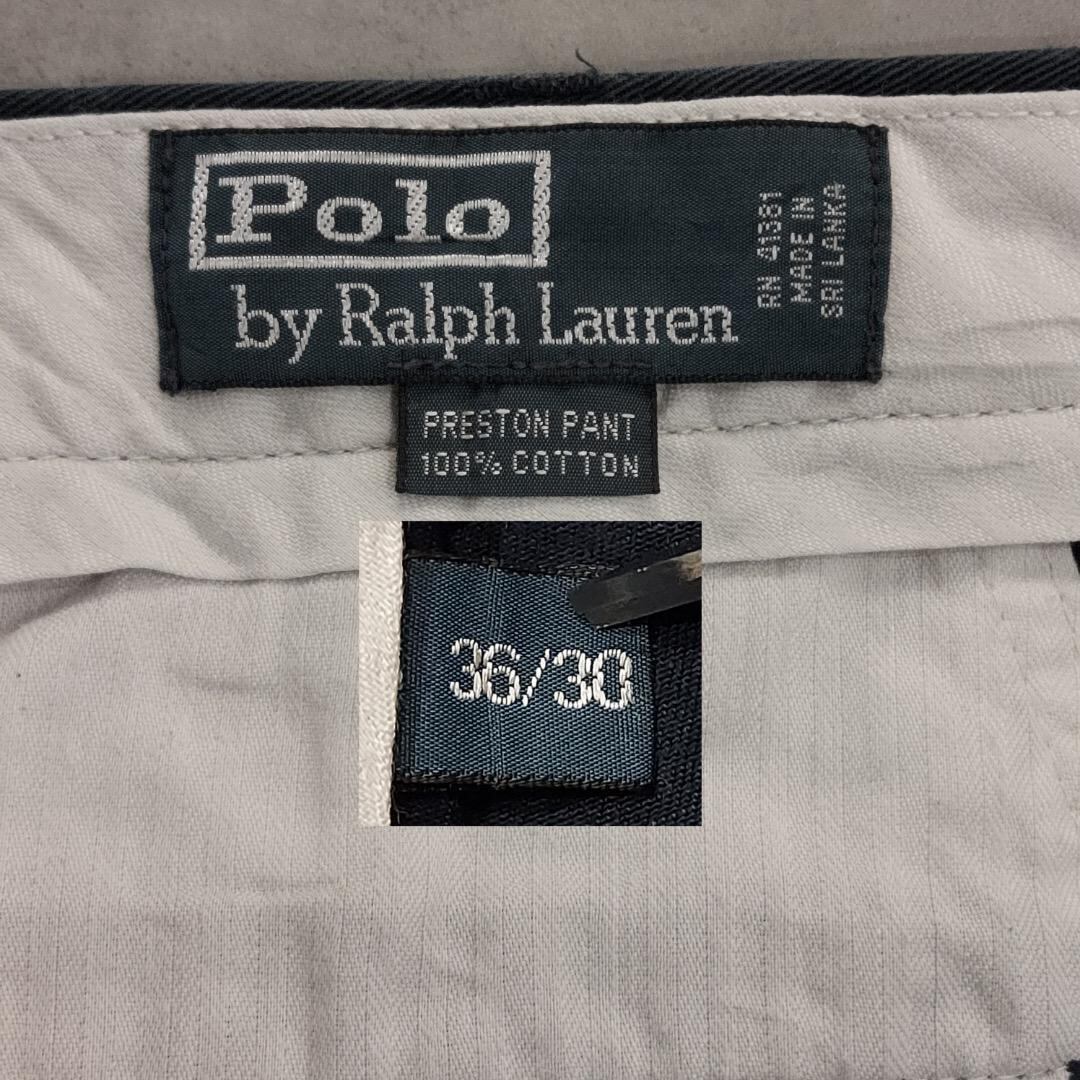 Polo
by Ralph Lauren
RN 41381
MADE IN
SRI LANKA
PRESTON PANT
100% COTTON
36/30